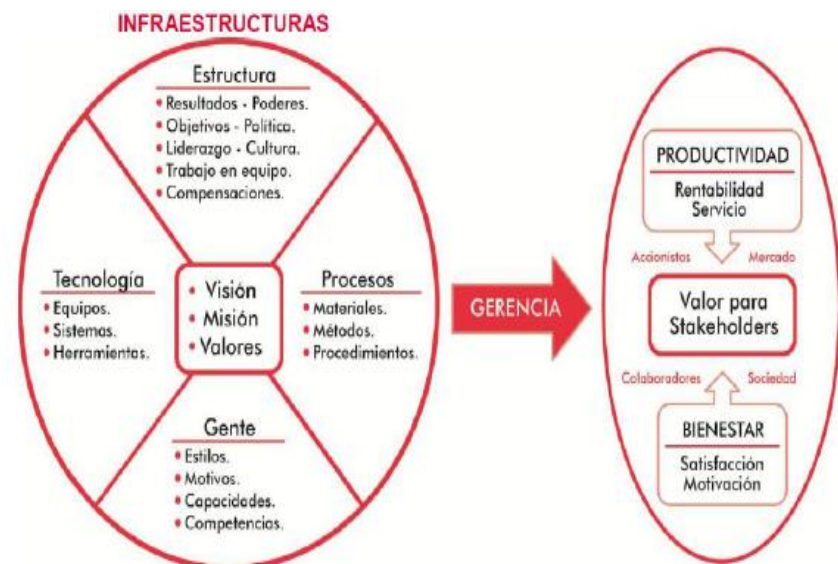 INFRAESTRUCTURAS
Estructura
• Resultados - Poderes.
• Objetivos - Política.
• Liderazgo - Cultura.
• Trabajo en equipo.
• Compensaciones.
Tecnología
• Equipos.
• Sistemas.
• Herramientas.
• Visión
• Misión
• Valores
Procesos
• Materiales.
• Métodos.
• Procedimientos.
Gente
• Estilos.
• Motivos.
• Capacidades.
• Competencias.
GERENCIA
PRODUCTIVIDAD
Rentabilidad
Servicio
Accionistas
Mercado
Valor para
Stakeholders
Colaboradores
Sociedad
BIENESTAR
Satisfacción
Motivación